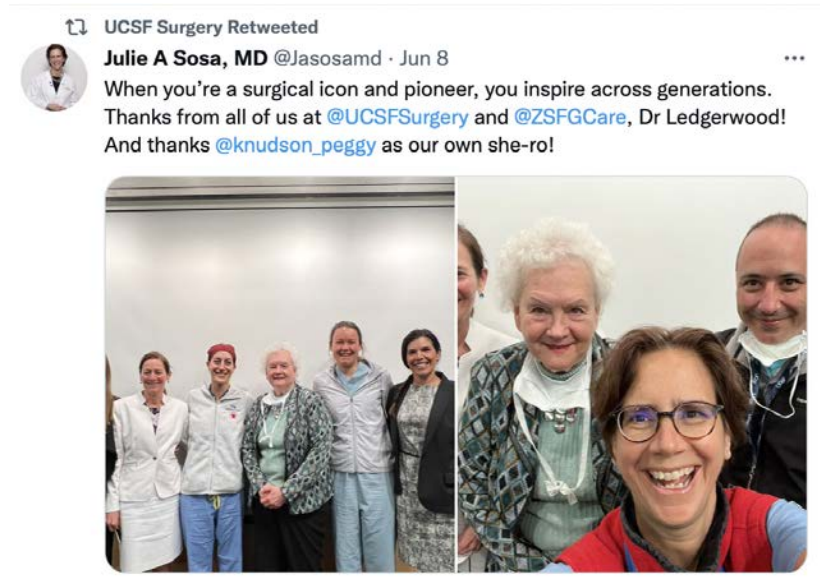 UCSF Surgery Retweeted
Julie A Sosa, MD @Jasosamd · Jun 8
When you’re a surgical icon and pioneer, you inspire across generations.
Thanks from all of us at @UCSFSurgery and @ZSFGCare, Dr Ledgerwood!
And thanks @knudson_peggy as our own she-ro!